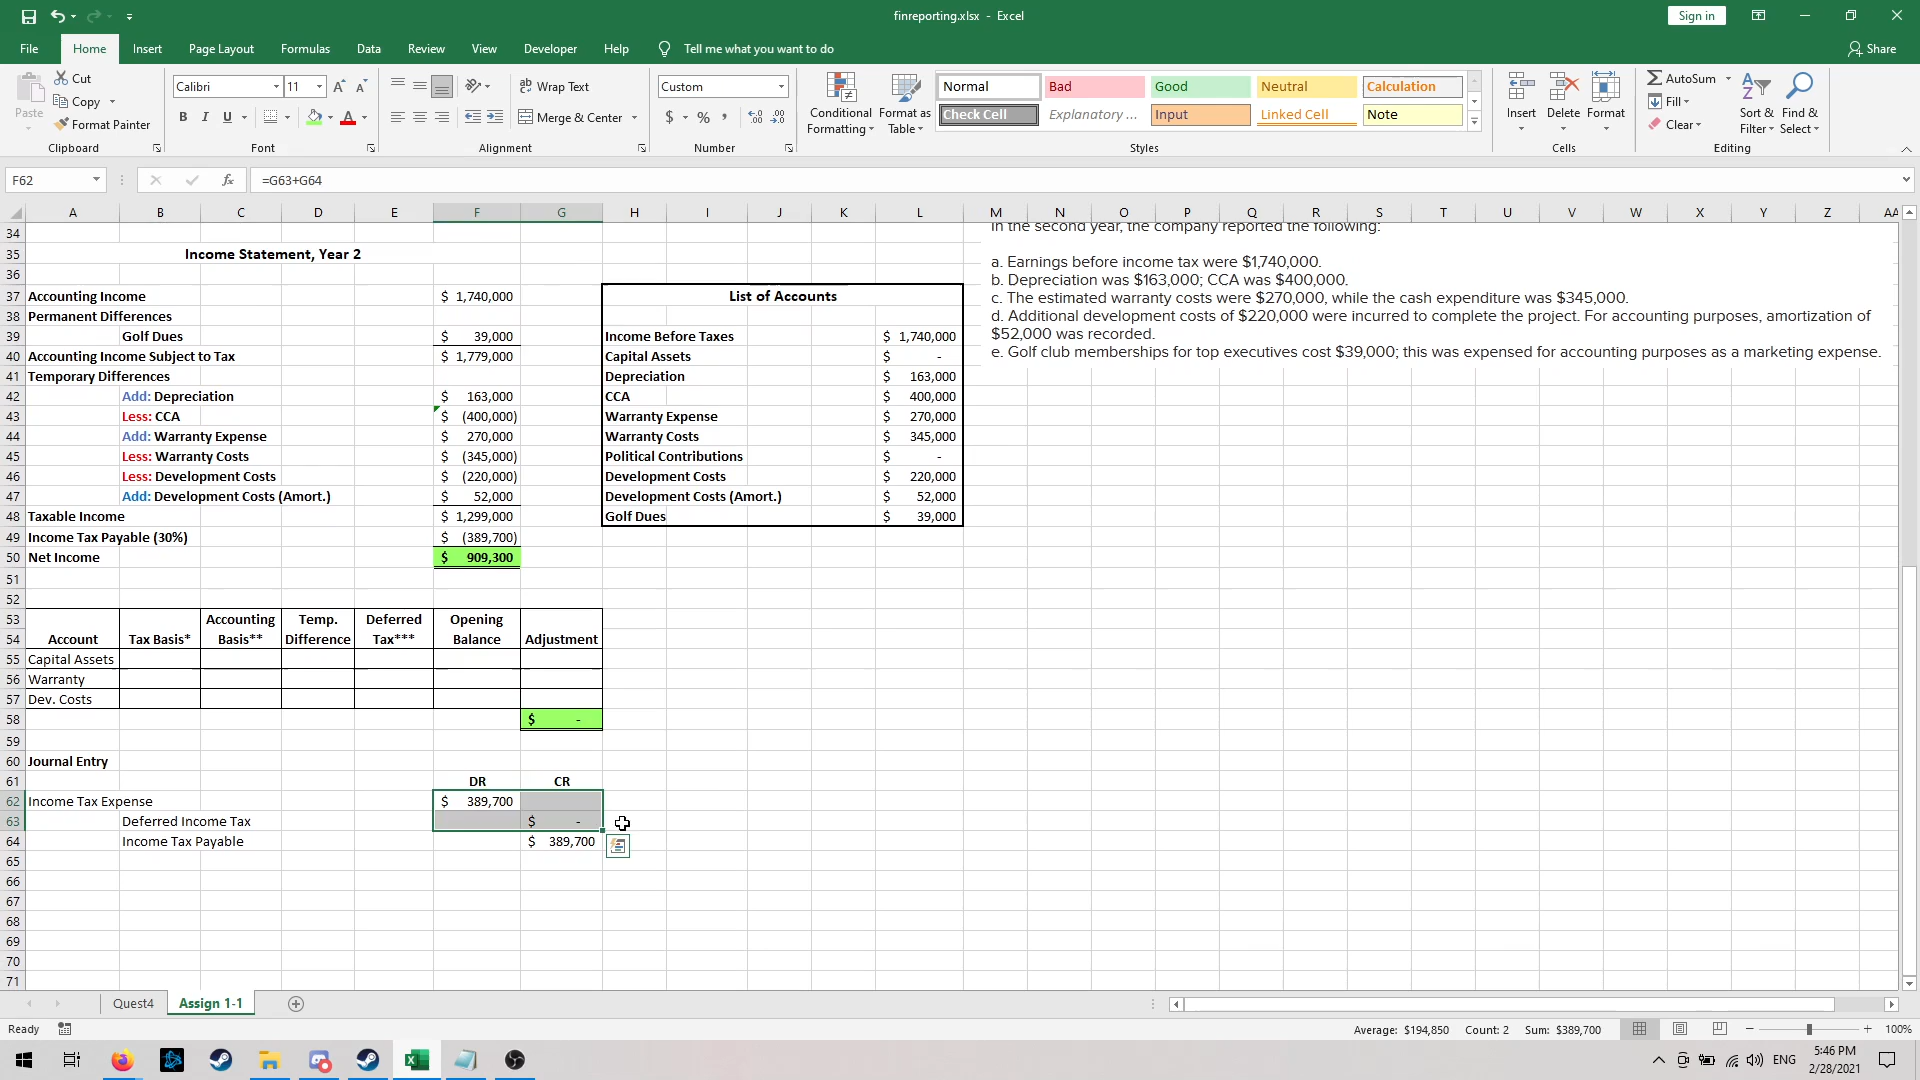 finreporting.xlsx - Excel
Sign in
File Home Insert Page Layout Formulas Data Review View Developer Help Tell me what you want to do Share
Paste Cut Copy Format Painter Clipboard
Calibri 11 A A B I U A Font
ab Wrap Text Merge & Center Alignment
Custom $ % , Number
Conditional Formatting Format as Table
Normal Bad Good Neutral Calculation
Check Cell Explanatory ... Input Linked Cell Note
Styles
Insert Delete Format Cells
AutoSum Fill Clear Sort & Filter Find & Select Editing
F62 fx =G63+G64
A B C D E F G H I J K L M N O P Q R S T U V W X Y Z AA
34
35 Income Statement, Year 2
36
37 Accounting Income $ 1,740,000
38 Permanent Differences
39 Golf Dues $ 39,000
40 Accounting Income Subject to Tax $ 1,779,000
41 Temporary Differences
42 Add: Depreciation $ 163,000
43 Less: CCA $ (400,000)
44 Add: Warranty Expense $ 270,000
45 Less: Warranty Costs $ (345,000)
46 Less: Development Costs $ (220,000)
47 Add: Development Costs (Amort.) $ 52,000
48 Taxable Income $ 1,299,000
49 Income Tax Payable (30%) $ (389,700)
50 Net Income $ 909,300
List of Accounts
Income Before Taxes $ 1,740,000
Capital Assets $ -
Depreciation $ 163,000
CCA $ 400,000
Warranty Expense $ 270,000
Warranty Costs $ 345,000
Political Contributions $ -
Development Costs $ 220,000
Development Costs (Amort.) $ 52,000
Golf Dues $ 39,000
In the second year, the company reported the following:
a. Earnings before income tax were $1,740,000.
b. Depreciation was $163,000; CCA was $400,000.
c. The estimated warranty costs were $270,000, while the cash expenditure was $345,000.
d. Additional development costs of $220,000 were incurred to complete the project. For accounting purposes, amortization of
$52,000 was recorded.
e. Golf club memberships for top executives cost $39,000; this was expensed for accounting purposes as a marketing expense.
51
52
53 Accounting Temp. Deferred Opening
54 Account Tax Basis* Basis** Difference Tax*** Balance Adjustment
55 Capital Assets
56 Warranty
57 Dev. Costs
58 $ -
59
60 Journal Entry
61 DR CR
62 Income Tax Expense $ 389,700
63 Deferred Income Tax $ -
64 Income Tax Payable $ 389,700
65
66
67
68
69
70
71
Quest4 Assign 1-1
Ready Average: $194,850 Count: 2 Sum: $389,700 100%
ENG 5:46 PM
2/28/2021